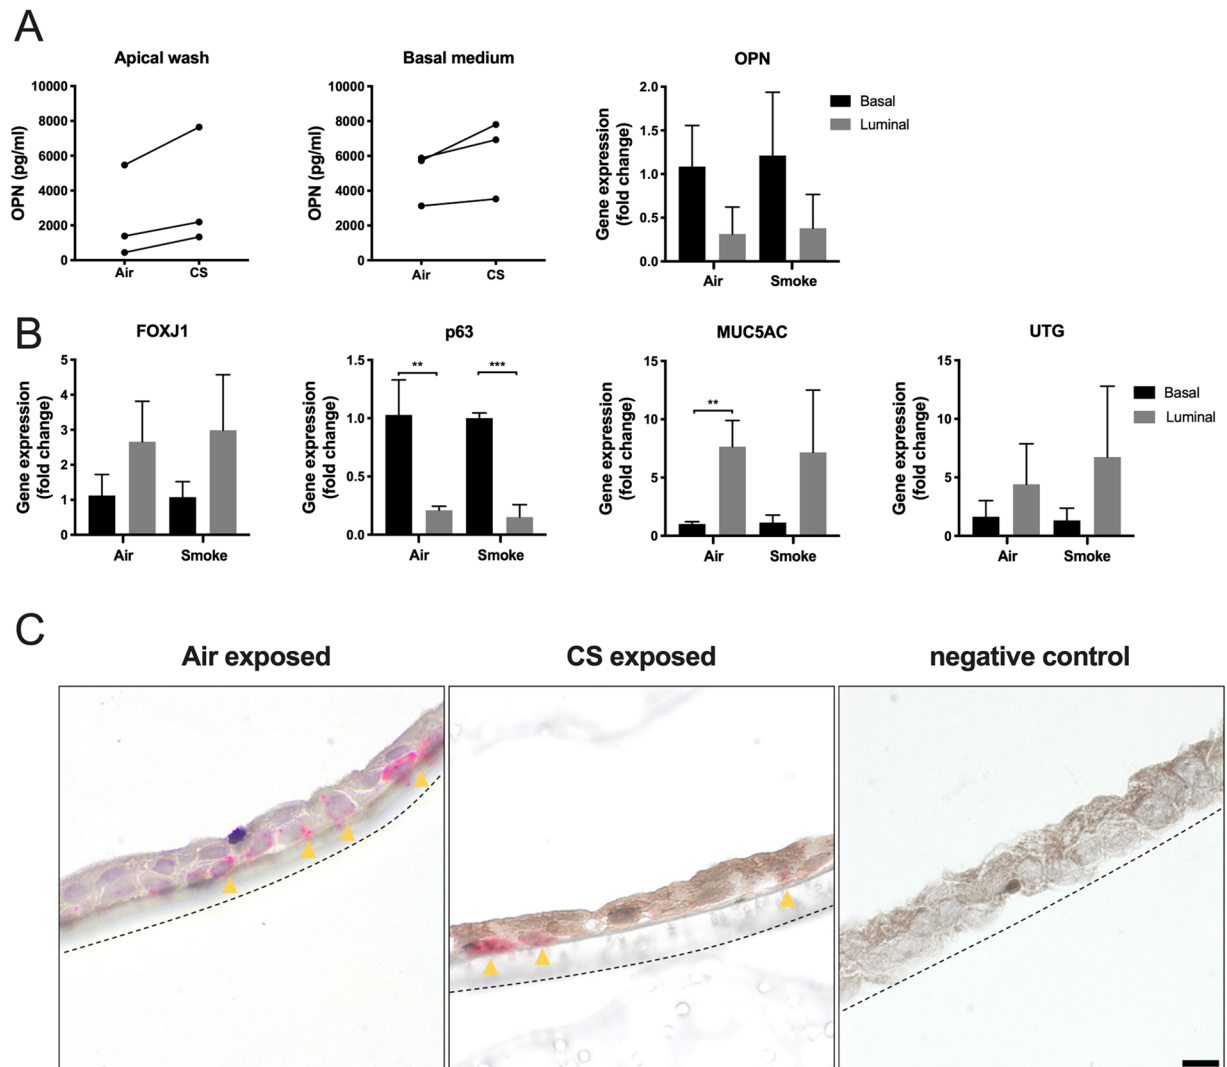 A
Apical wash
OPN (pg/ml)
10000
8000
6000
4000
2000
0
Air
CS
Basal medium
OPN (pg/ml)
10000
8000
6000
4000
2000
0
Air
CS
OPN
Gene expression
(fold change)
2.0
1.5
1.0
0.5
0.0
Air
Smoke
Basal
Luminal
B
FOXJ1
Gene expression
(fold change)
5
4
3
2
1
0
Air
Smoke
p63
Gene expression
(fold change)
1.5
1.0
0.5
0.0
**
***
Air
Smoke
MUC5AC
Gene expression
(fold change)
15
10
5
0
**
Air
Smoke
UTG
Gene expression
(fold change)
15
10
5
0
Air
Smoke
Basal
Luminal
C
Air exposed
CS exposed
negative control